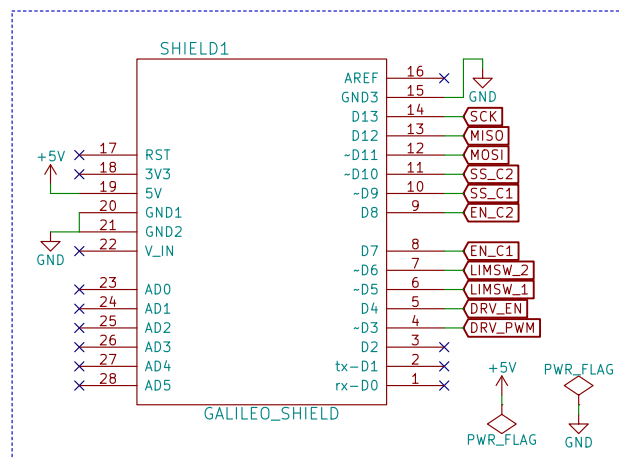 SHIELD1
AREF 16
GND3 15
GND
D13 14 SCK
D12 13 MISO
+5V
17 RST
~D11 12 MOSI
18 3V3
~D10 11 SS_C2
19 5V
~D9 10 SS_C1
20 GND1
D8 9 EN_C2
21 GND2
GND
22 V_IN
D7 8 EN_C1
~D6 7 LIMSW_2
23 AD0
~D5 6 LIMSW_1
24 AD1
D4 5 DRV_EN
25 AD2
~D3 4 DRV_PWM
26 AD3
D2 3
27 AD4
tx-D1 2
28 AD5
rx-D0 1
GALILEO_SHIELD
+5V
PWR_FLAG
PWR_FLAG
GND